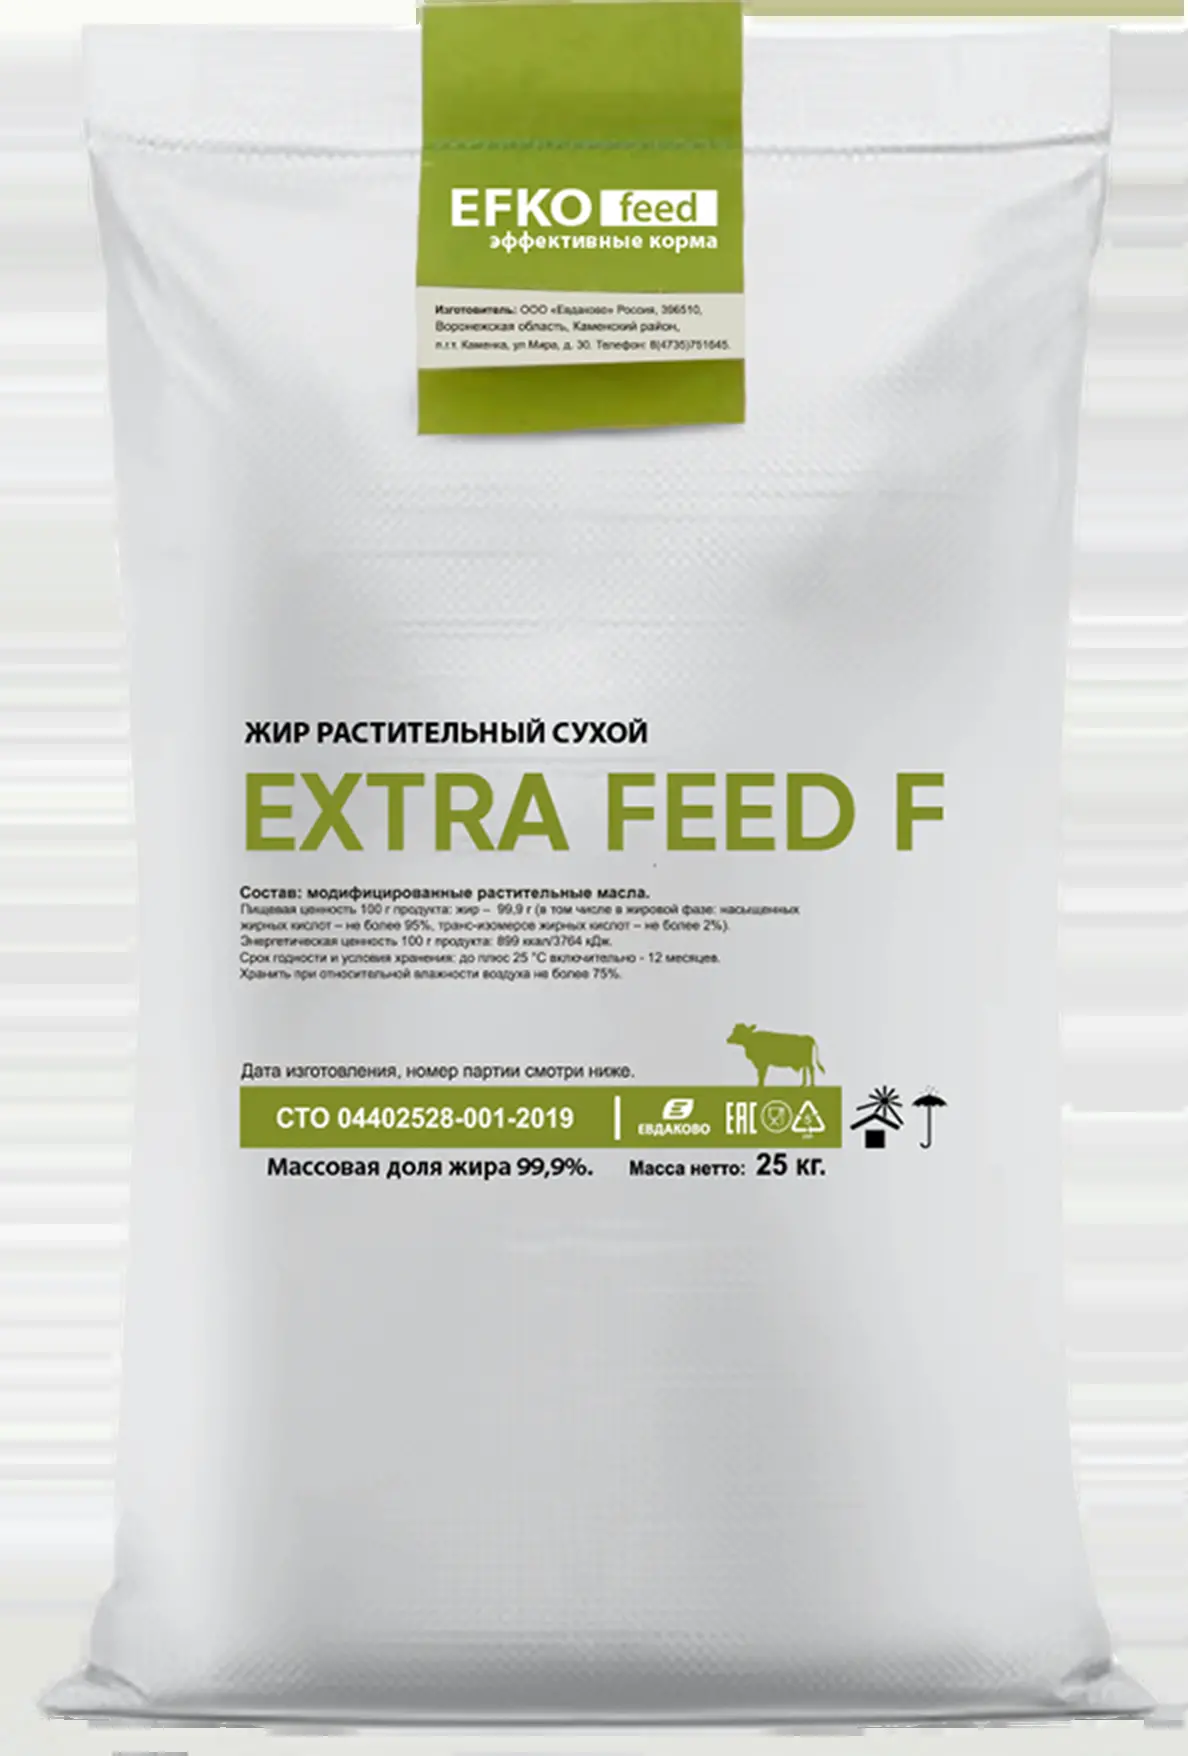 EFKO feed
эффективные корма
Изготовитель: ООО «Евдаково» Россия, 396510,
Воронежская область, Каменский район,
п.г.т. Каменка, ул Мира, д. 30. Телефон: 8(4735)751645.
ЖИР РАСТИТЕЛЬНЫЙ СУХОЙ
EXTRA FEED F
Состав: модифицированные растительные масла.
Пищевая ценность 100 г продукта: жир – 99,9 г (в том числе в жировой фазе: насыщенных
жирных кислот – не более 95%, транс-изомеров жирных кислот – не более 2%).
Энергетическая ценность 100 г продукта: 899 ккал/3764 кДж.
Срок годности и условия хранения: до плюс 25 °С включительно - 12 месяцев.
Хранить при относительной влажности воздуха не более 75%.
Дата изготовления, номер партии смотри ниже.
СТО 04402528-001-2019
ЕВДАКОВО
EAC
5
Массовая доля жира 99,9%. Масса нетто: 25 кг.